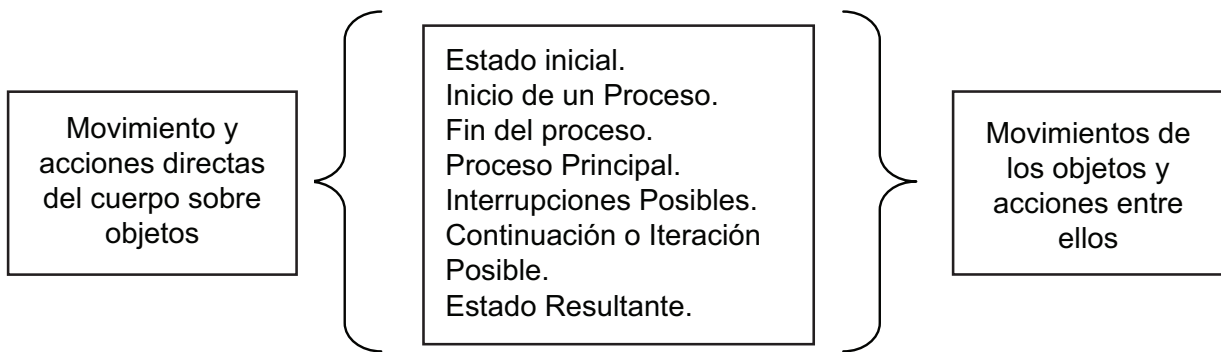 Movimiento y
acciones directas
del cuerpo sobre
objetos
Estado inicial.
Inicio de un Proceso.
Fin del proceso.
Proceso Principal.
Interrupciones Posibles.
Continuación o Iteración
Posible.
Estado Resultante.
Movimientos de
los objetos y
acciones entre
ellos